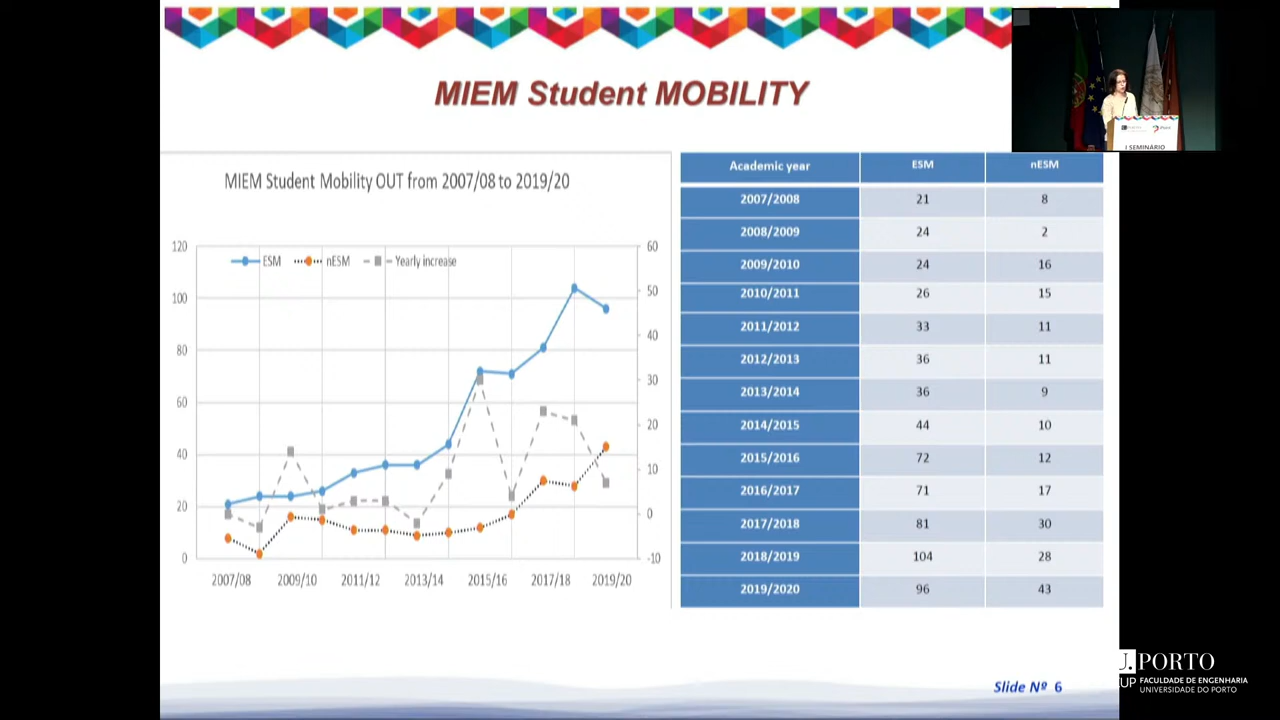 MIEM Student MOBILITY
I SEMINÁRIO
MIEM Student Mobility OUT from 2007/08 to 2019/20
ESM
nESM
Yearly increase
120
100
80
60
40
20
0
60
50
40
30
20
10
0
-10
2007/08 2009/10 2011/12 2013/14 2015/16 2017/18 2019/20
Academic year ESM nESM
2007/2008 21 8
2008/2009 24 2
2009/2010 24 16
2010/2011 26 15
2011/2012 33 11
2012/2013 36 11
2013/2014 36 9
2014/2015 44 10
2015/2016 72 12
2016/2017 71 17
2017/2018 81 30
2018/2019 104 28
2019/2020 96 43
Slide Nº 6
U.PORTO
UP FACULDADE DE ENGENHARIA
UNIVERSIDADE DO PORTO